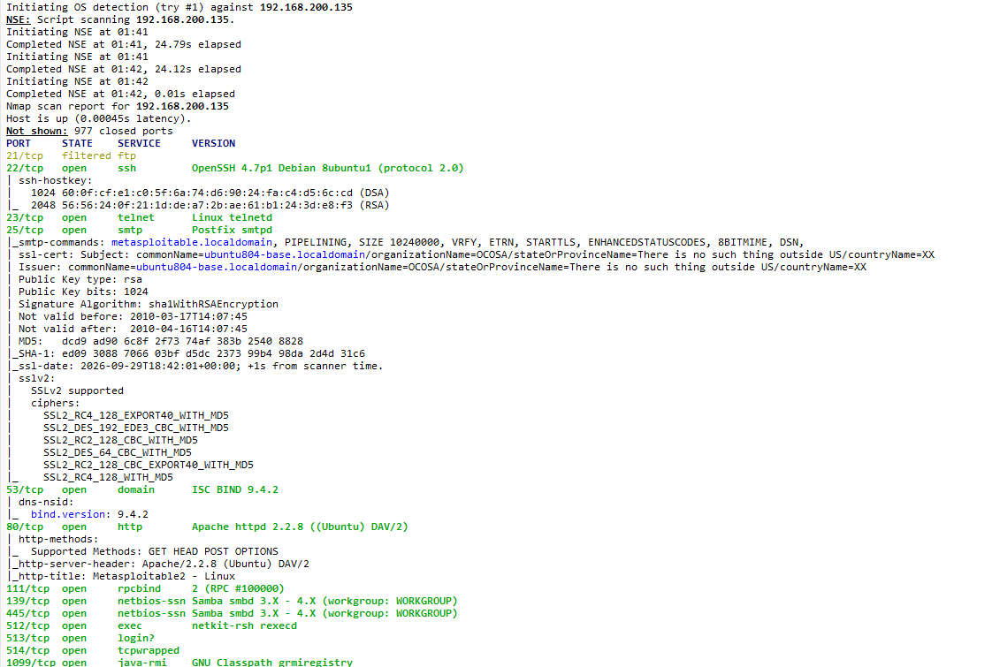 Initiating OS detection (try #1) against 192.168.200.135
NSE: Script scanning 192.168.200.135.
Initiating NSE at 01:41
Completed NSE at 01:41, 24.79s elapsed
Initiating NSE at 01:41
Completed NSE at 01:42, 24.12s elapsed
Initiating NSE at 01:42
Completed NSE at 01:42, 0.01s elapsed
Nmap scan report for 192.168.200.135
Host is up (0.00045s latency).
Not shown: 977 closed ports
PORT     STATE    SERVICE     VERSION
21/tcp   filtered ftp
22/tcp   open     ssh         OpenSSH 4.7p1 Debian 8ubuntu1 (protocol 2.0)
| ssh-hostkey:
|   1024 60:0f:cf:e1:c0:5f:6a:74:d6:90:24:fa:c4:d5:6c:cd (DSA)
|_  2048 56:56:24:0f:21:1d:de:a7:2b:ae:61:b1:24:3d:e8:f3 (RSA)
23/tcp   open     telnet      Linux telnetd
25/tcp   open     smtp        Postfix smtpd
|_smtp-commands: metasploitable.localdomain, PIPELINING, SIZE 10240000, VRFY, ETRN, STARTTLS, ENHANCEDSTATUSCODES, 8BITMIME, DSN,
| ssl-cert: Subject: commonName=ubuntu804-base.localdomain/organizationName=OCOSA/stateOrProvinceName=There is no such thing outside US/countryName=XX
| Issuer: commonName=ubuntu804-base.localdomain/organizationName=OCOSA/stateOrProvinceName=There is no such thing outside US/countryName=XX
| Public Key type: rsa
| Public Key bits: 1024
| Signature Algorithm: sha1WithRSAEncryption
| Not valid before: 2010-03-17T14:07:45
| Not valid after:  2010-04-16T14:07:45
| MD5:   dcd9 ad90 6c8f 2f73 74af 383b 2540 8828
|_SHA-1: ed09 3088 7066 03bf d5dc 2373 99b4 98da 2d4d 31c6
|_ssl-date: 2026-09-29T18:42:01+00:00; +1s from scanner time.
| sslv2:
|   SSLv2 supported
|   ciphers:
|     SSL2_RC4_128_EXPORT40_WITH_MD5
|     SSL2_DES_192_EDE3_CBC_WITH_MD5
|     SSL2_RC2_128_CBC_WITH_MD5
|     SSL2_DES_64_CBC_WITH_MD5
|     SSL2_RC2_128_CBC_EXPORT40_WITH_MD5
|_    SSL2_RC4_128_WITH_MD5
53/tcp   open     domain      ISC BIND 9.4.2
| dns-nsid:
|_  bind.version: 9.4.2
80/tcp   open     http        Apache httpd 2.2.8 ((Ubuntu) DAV/2)
| http-methods:
|_  Supported Methods: GET HEAD POST OPTIONS
|_http-server-header: Apache/2.2.8 (Ubuntu) DAV/2
|_http-title: Metasploitable2 - Linux
111/tcp  open     rpcbind     2 (RPC #100000)
139/tcp  open     netbios-ssn Samba smbd 3.X - 4.X (workgroup: WORKGROUP)
445/tcp  open     netbios-ssn Samba smbd 3.X - 4.X (workgroup: WORKGROUP)
512/tcp  open     exec        netkit-rsh rexecd
513/tcp  open     login?
514/tcp  open     tcpwrapped
1099/tcp open     java-rmi    GNU Classpath grmiregistry